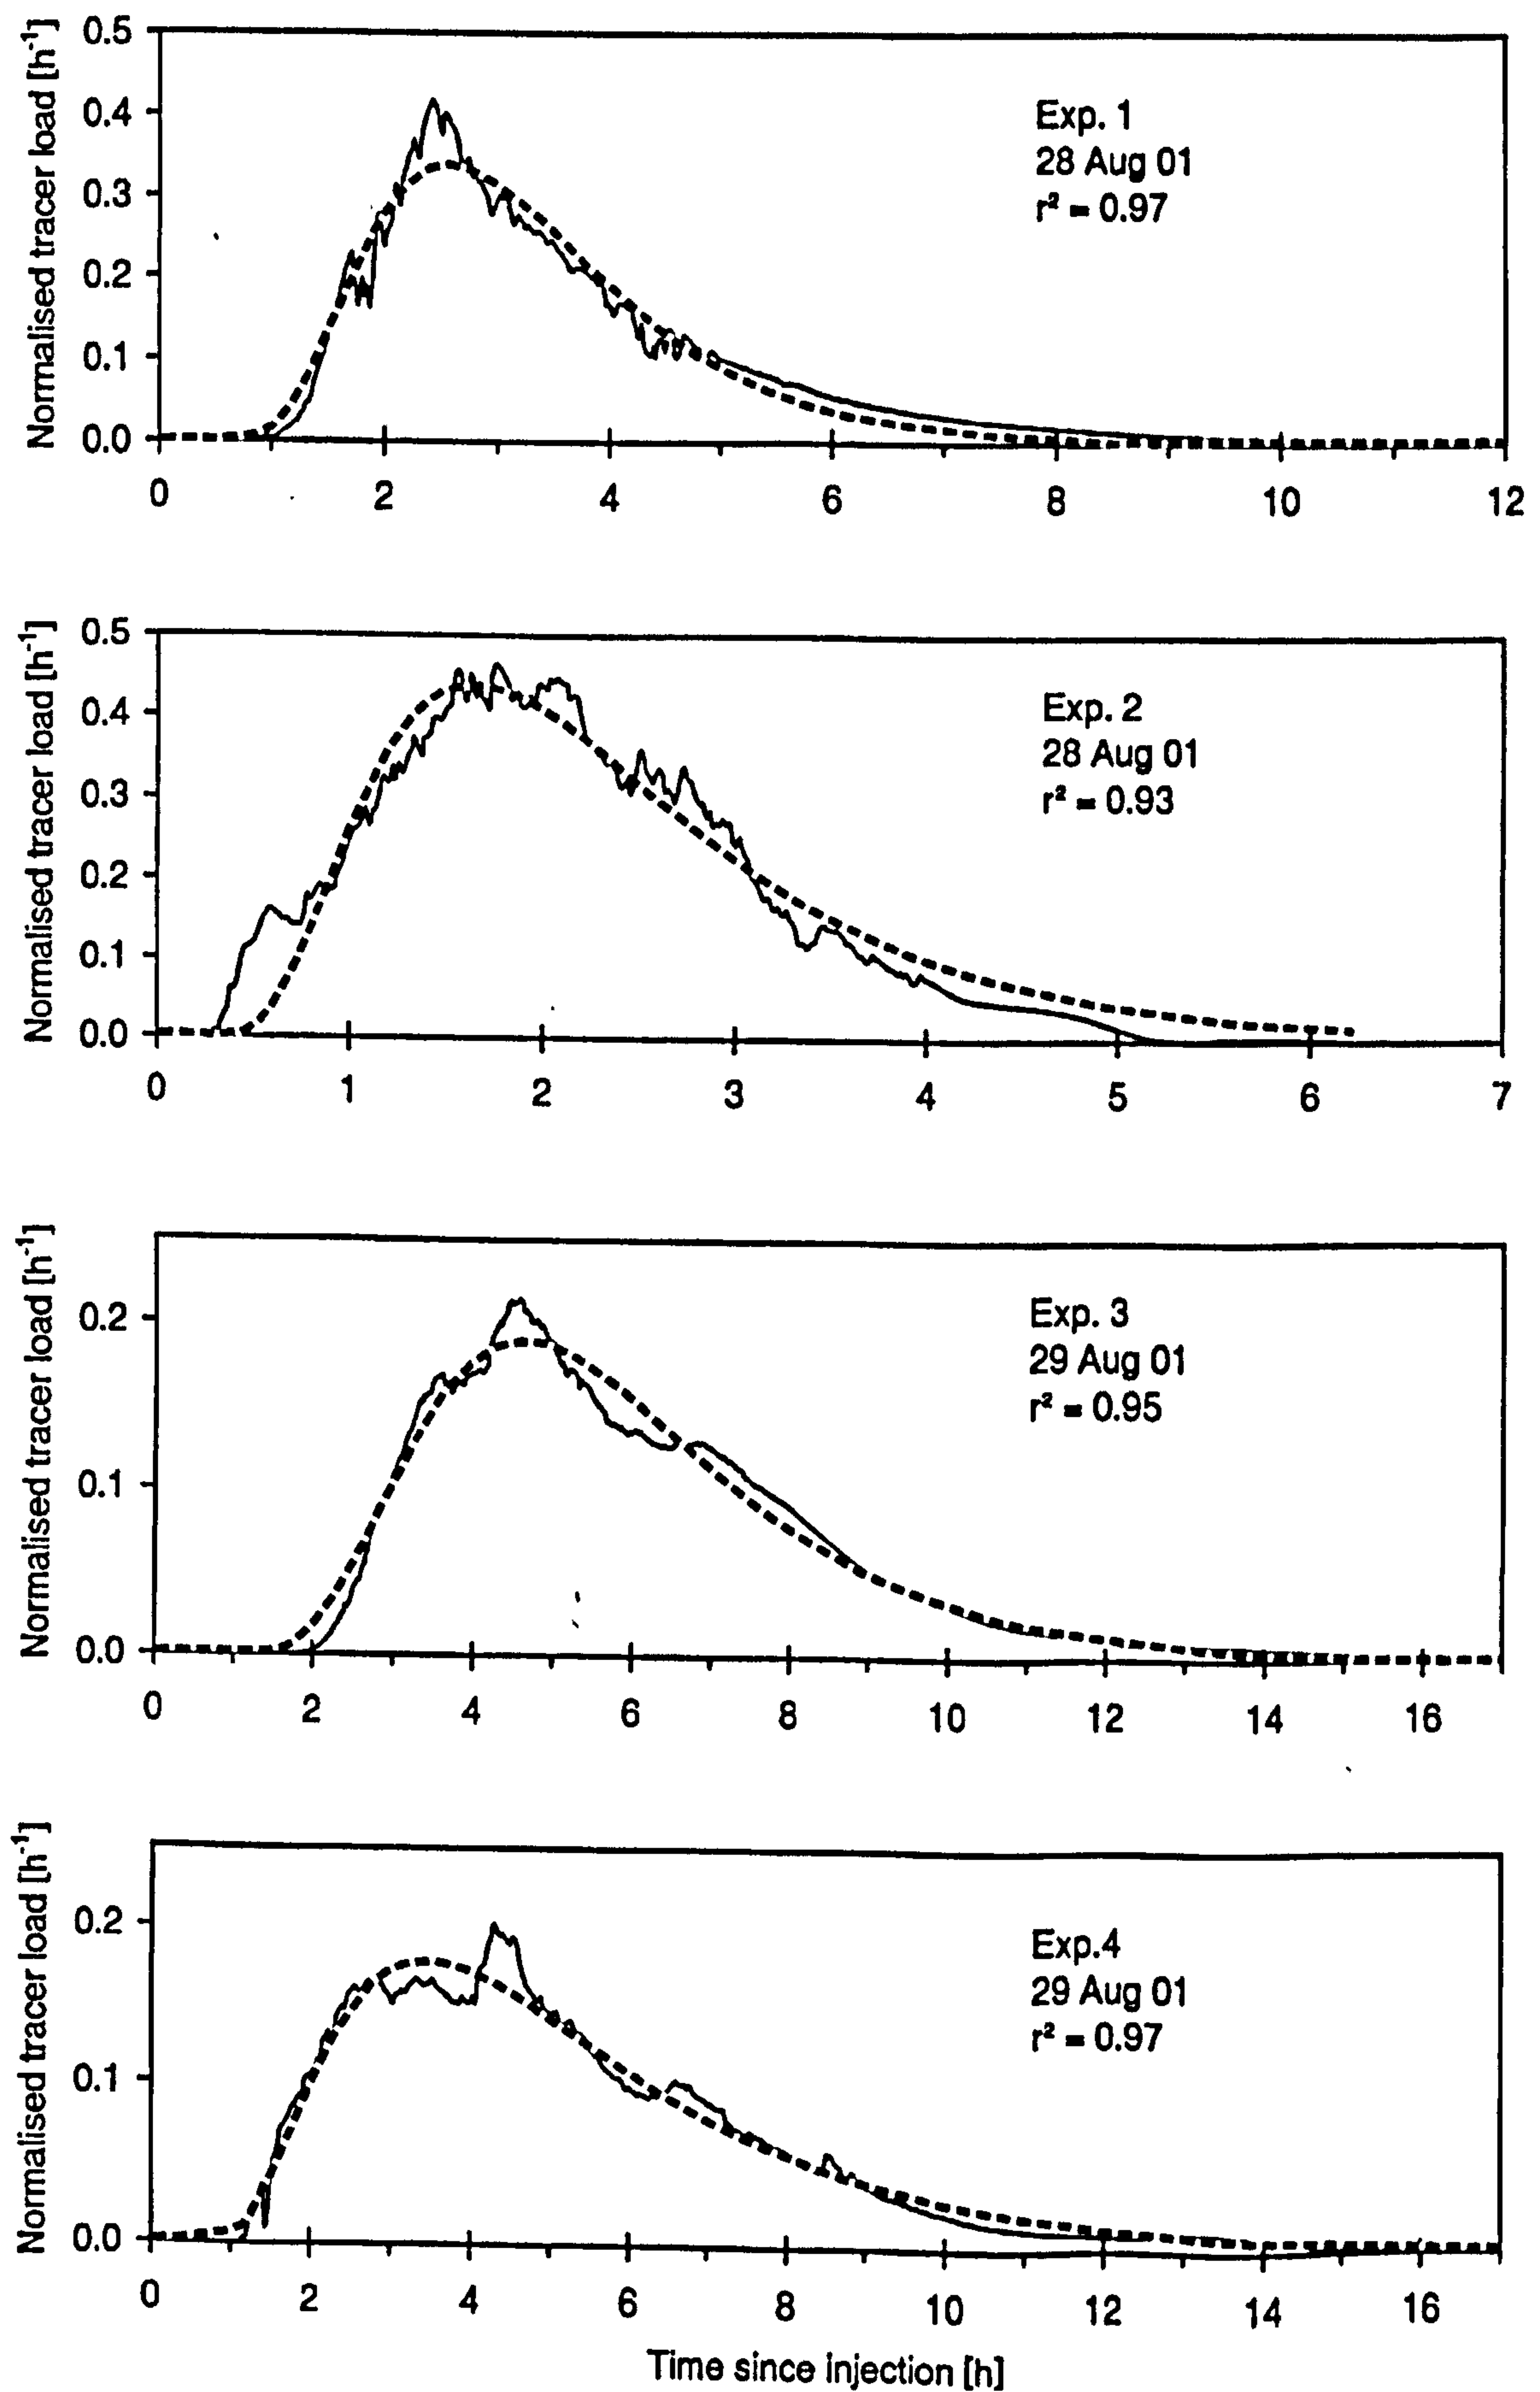 Normalised tracer load [h⁻¹]
0.5
0.4
0.3
0.2
0.1
0.0
Exp. 1
28 Aug 01
r² = 0.97
0 2 4 6 8 10 12
Normalised tracer load [h⁻¹]
0.5
0.4
0.3
0.2
0.1
0.0
Exp. 2
28 Aug 01
r² = 0.93
0 1 2 3 4 5 6 7
Normalised tracer load [h⁻¹]
0.2
0.1
0.0
Exp. 3
29 Aug 01
r² = 0.95
0 2 4 6 8 10 12 14 16
Normalised tracer load [h⁻¹]
0.2
0.1
0.0
Exp.4
29 Aug 01
r² = 0.97
0 2 4 6 8 10 12 14 16
Time since injection [h]